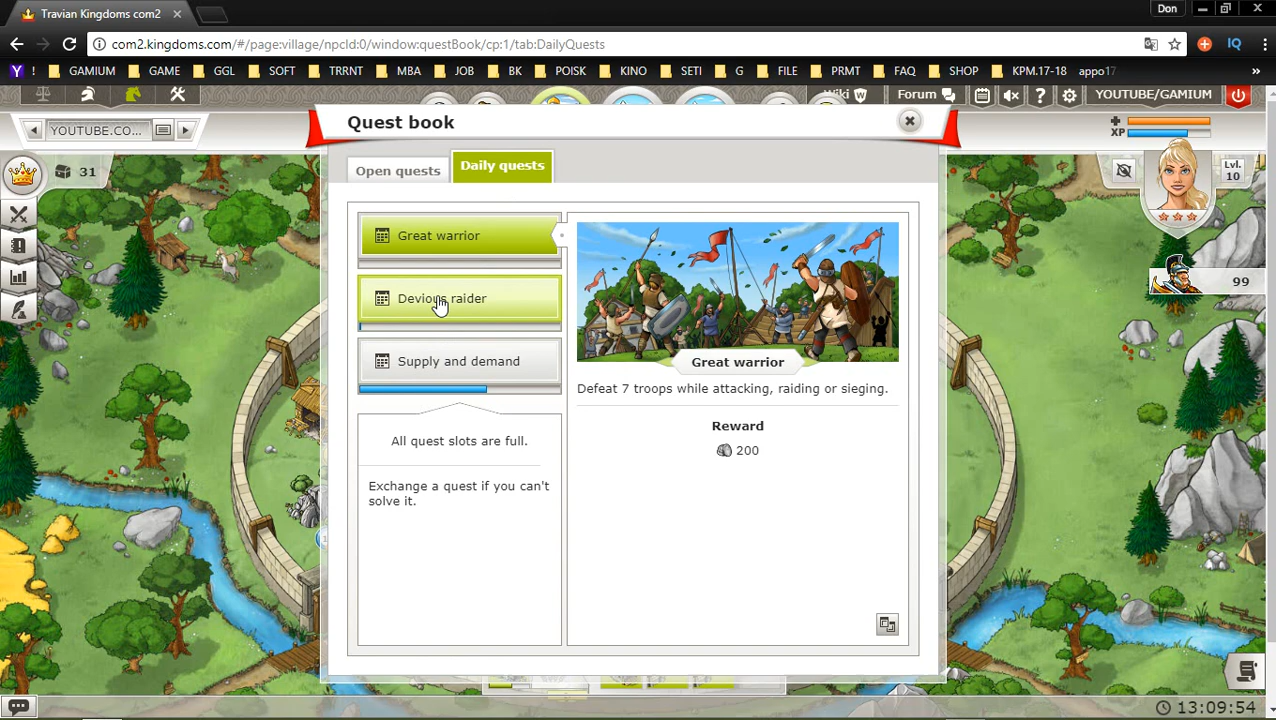 Travian Kingdoms com2
Don
com2.kingdoms.com/#/page:village/npcId:0/window:questBook/cp:1/tab:DailyQuests
Y ! GAMIUM GAME GGL SOFT TRRNT MBA JOB BK POISK KINO SETI G FILE PRMT FAQ SHOP KPM.17-18 appo17 »
IQ
Wiki
Forum
YOUTUBE/GAMIUM
YOUTUBE.CO...
Quest book
XP
31
Open quests
Daily quests
Lvl.
10
Great warrior
Devious raider
99
Supply and demand
Great warrior
Defeat 7 troops while attacking, raiding or sieging.
Reward
200
All quest slots are full.
Exchange a quest if you can't
solve it.
13:09:54